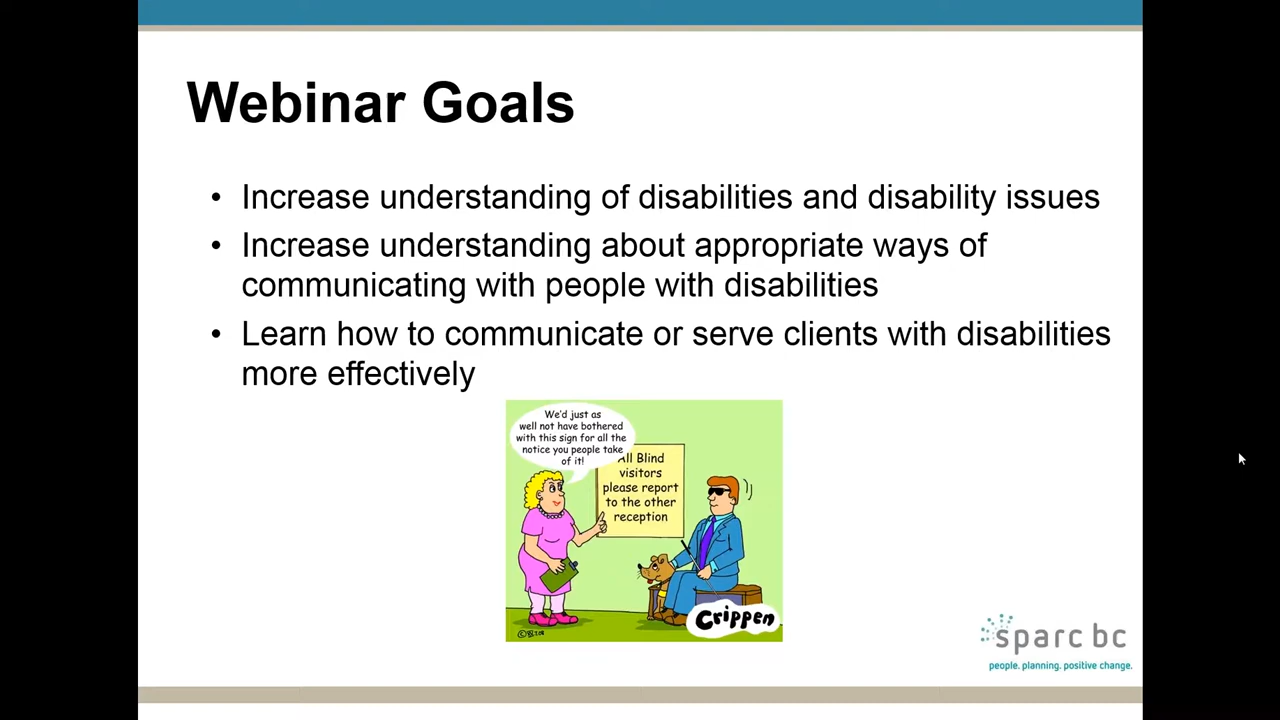 Webinar Goals
• Increase understanding of disabilities and disability issues
• Increase understanding about appropriate ways of
communicating with people with disabilities
• Learn how to communicate or serve clients with disabilities
more effectively
We'd just as
well not have bothered
with this sign for all the
notice you people take
of it!
All Blind
visitors
please report
to the other
reception
Crippen
sparc bc
people. planning. positive change.